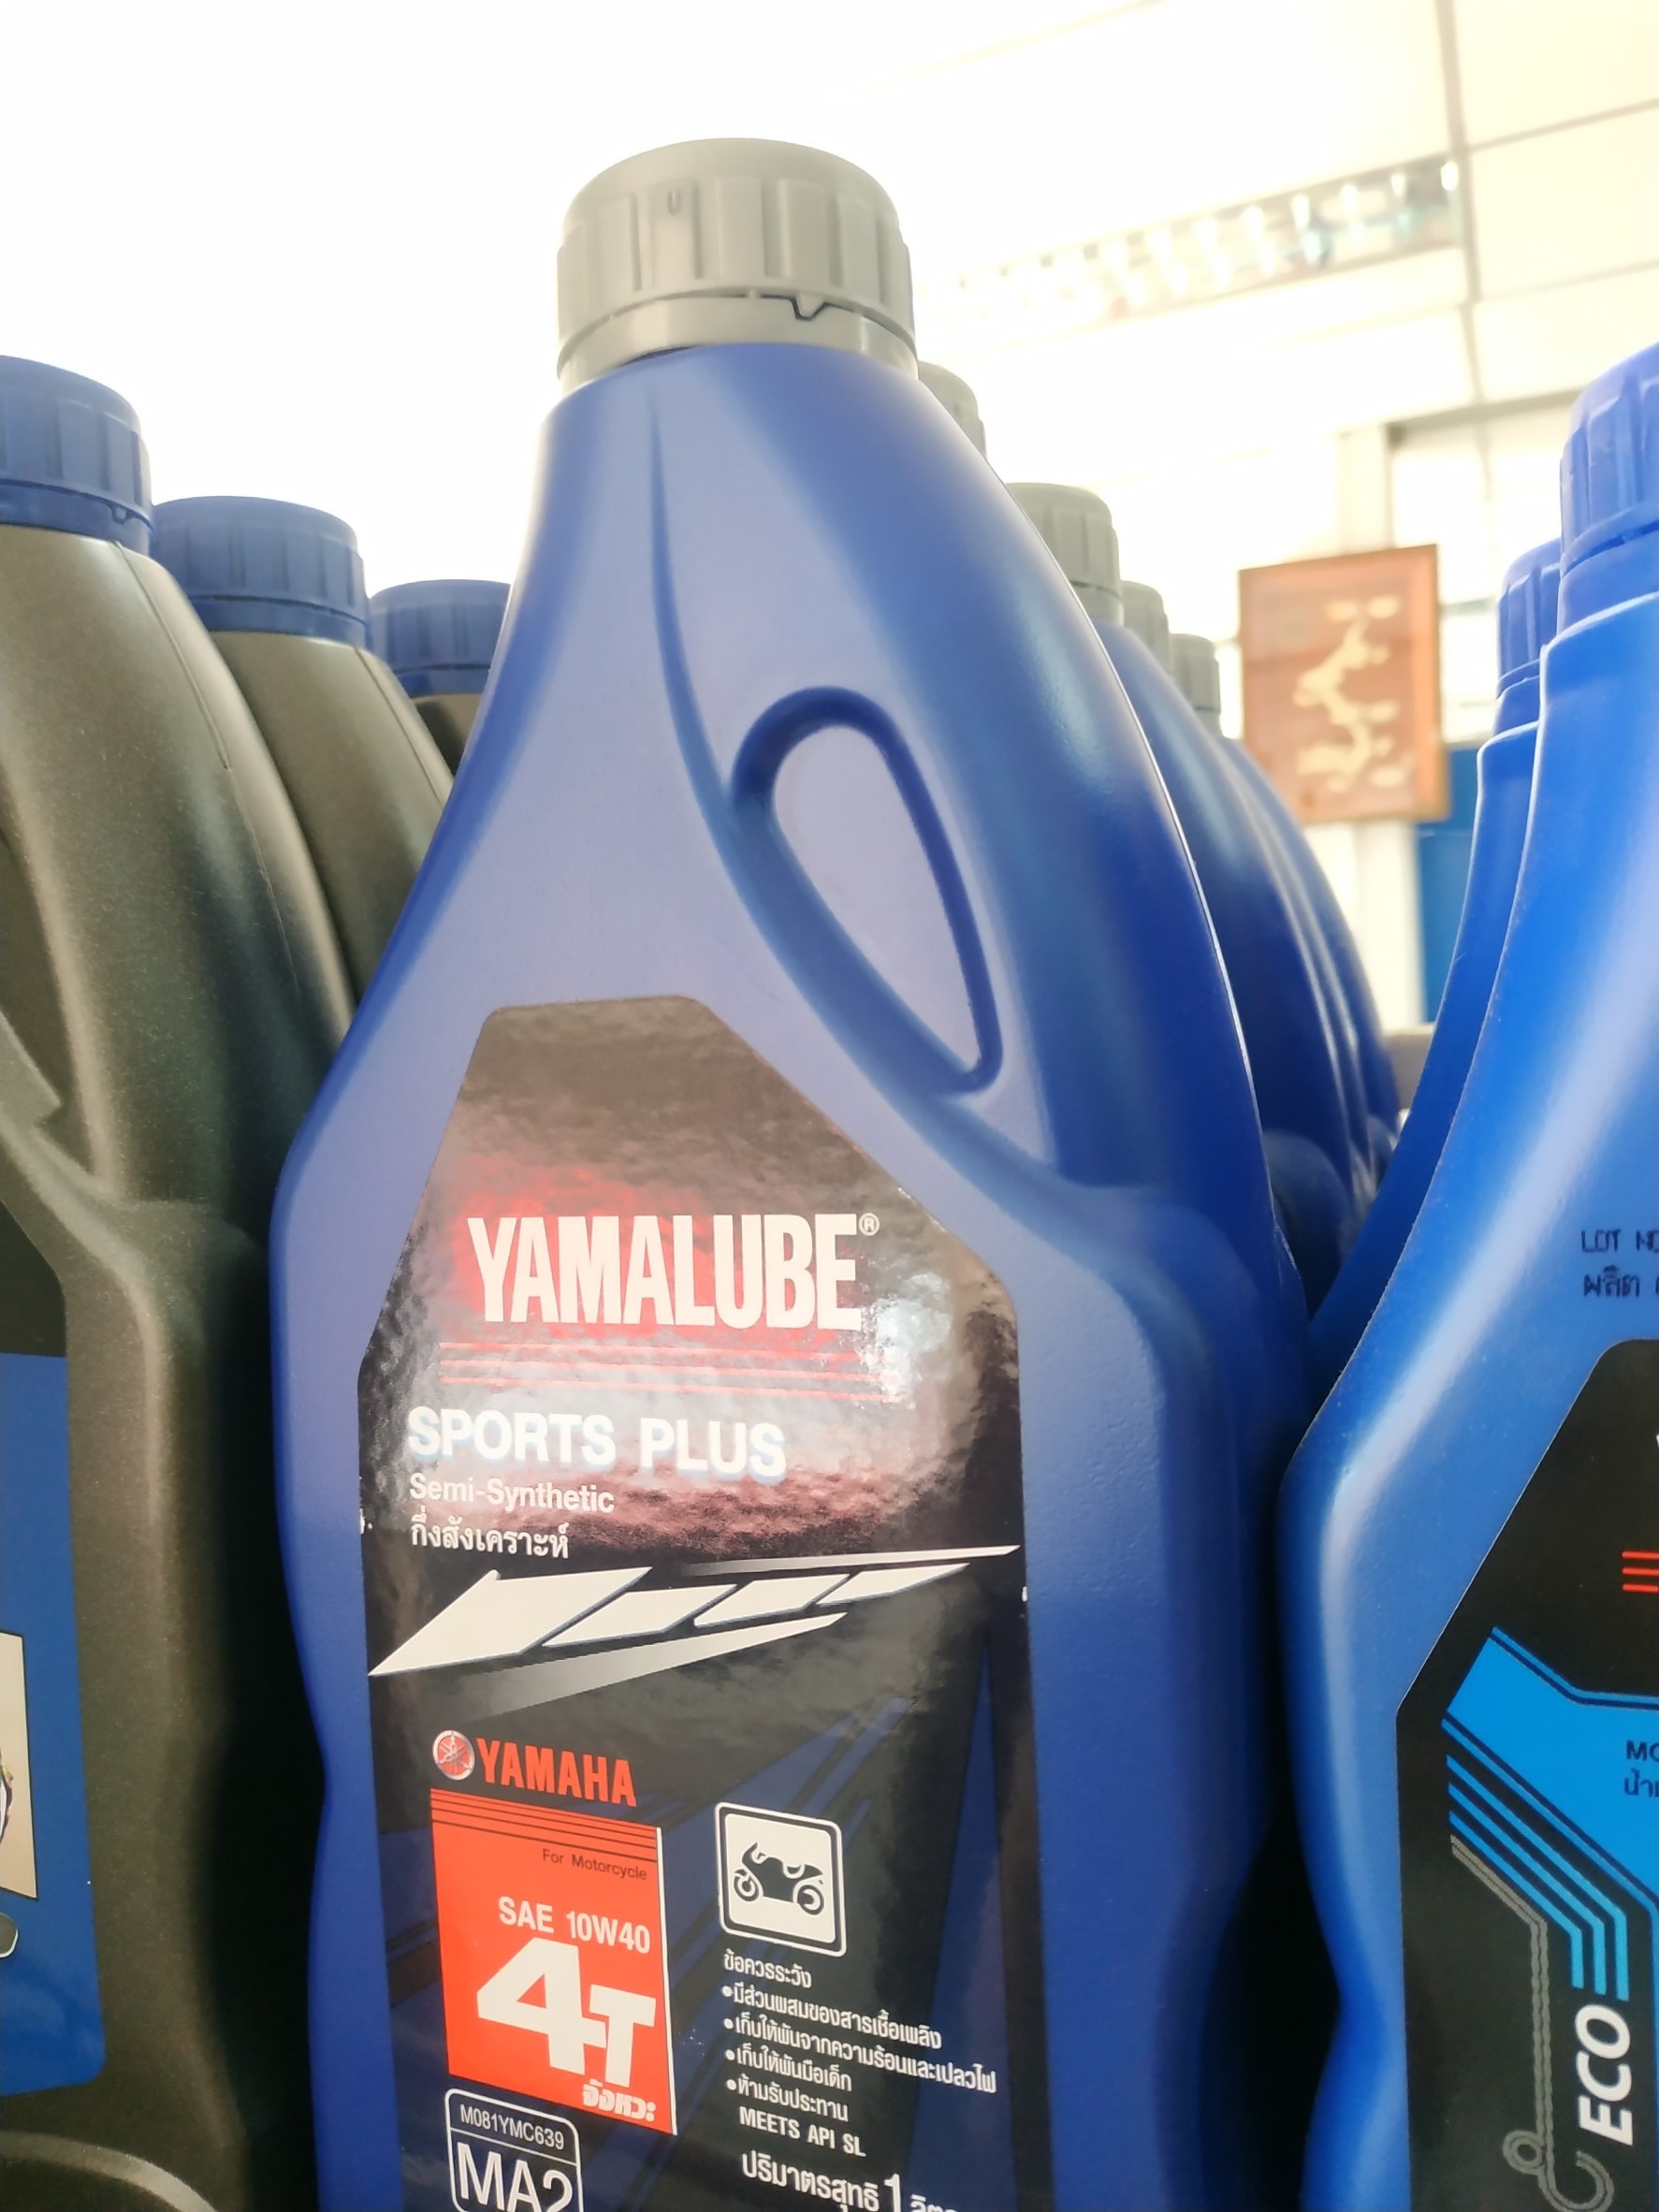 YAMALUBE®
SPORTS PLUS
Semi-Synthetic
กึ่งสังเคราะห์
YAMAHA
For Motorcycle
SAE 10W40
4T
จังหวะ
M081YMC639
MA2
ข้อควรระวัง
•มีส่วนผสมของสารเชื้อเพลิง
•เก็บให้พ้นจากความร้อนและเปลวไฟ
•เก็บให้พ้นมือเด็ก
•ห้ามรับประทาน
MEETS API SL
ปริมาตรสุทธิ 1
LOT NO
ผลิต
ECO